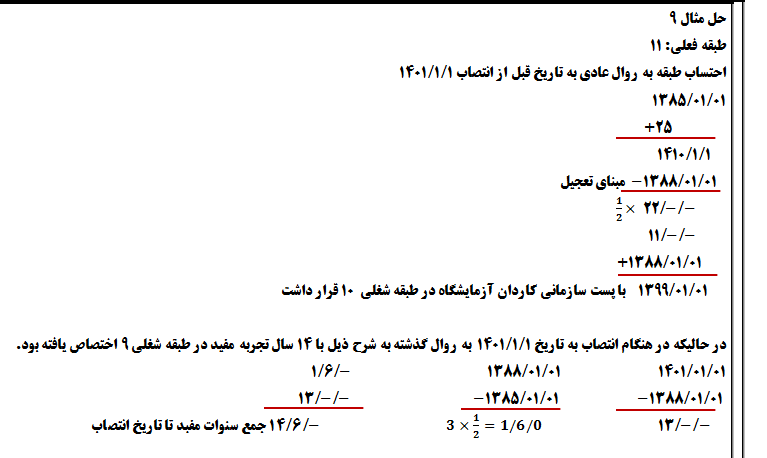 حل مثال ۹
طبقه فعلی: ۱۱
احتساب طبقه به روال عادی به تاریخ قبل از انتصاب ۱۴۰۱/۱/۱
۱۳۸۵/۰۱/۰۱
+۲۵
۱۴۱۰/۱/۱
−۱۳۸۸/۰۱/۰۱ مبنای تعجیل
½ × ۲۲/−/−
۱۱/−/−
+۱۳۸۸/۰۱/۰۱
۱۳۹۹/۰۱/۰۱ با پست سازمانی کاردان آزمایشگاه در طبقه شغلی ۱۰ قرار داشت
در حالیکه در هنگام انتصاب به تاریخ ۱۴۰۱/۱/۱ به روال گذشته به شرح ذیل با ۱۴ سال تجربه مفید در طبقه شغلی ۹ اختصاص یافته بود.
۱۴۰۱/۰۱/۰۱ ۱۳۸۸/۰۱/۰۱ ۱/۶/−
−۱۳۸۸/۰۱/۰۱ −۱۳۸۵/۰۱/۰۱ ۱۳/−/−
۱۳/−/− 3 × ½ = 1/6/0 ۱۴/۶/− جمع سنوات مفید تا تاریخ انتصاب